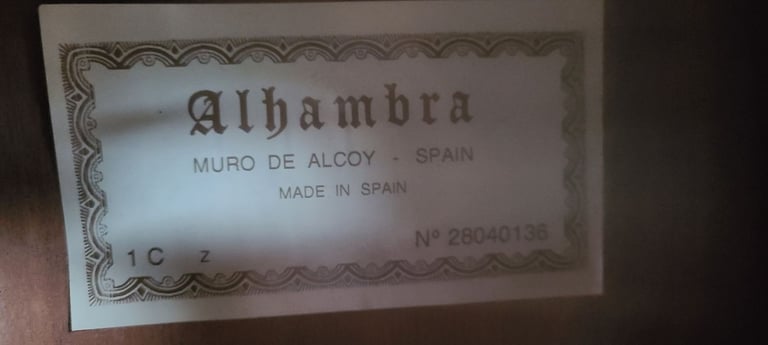 Alhambra
MURO DE ALCOY - SPAIN
MADE IN SPAIN
Nº 28040136
1 C z